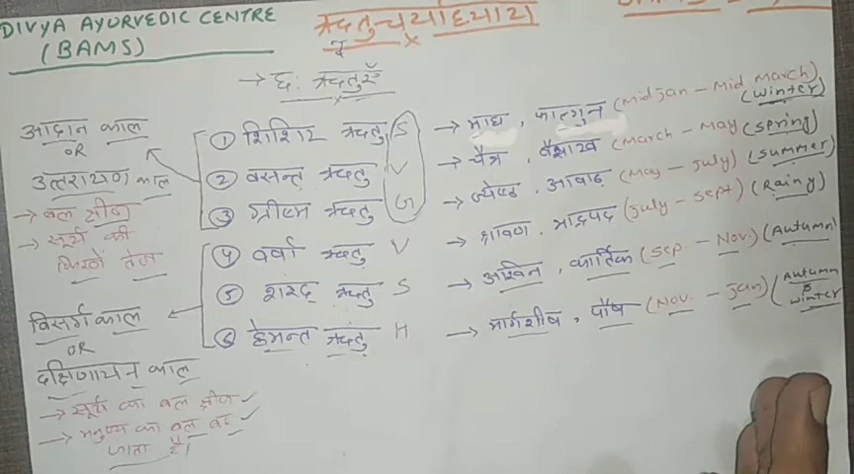 DIVYA AYURVEDIC CENTRE
(BAMS)
ऋतुचर्याध्याय
→ छः ऋतुएँ
आदान काल
OR
उत्तरायण काल
→ बल क्षीण
→ सूर्य की
किरणें तेज
① शिशिर ऋतु S → माघ, फाल्गुन (mid jan - Mid March) (winter)
② वसन्त ऋतु V → चैत्र, वैशाख (March - May) (spring)
③ ग्रीष्म ऋतु G → ज्येष्ठ, आषाढ (May - July) (Summer)
④ वर्षा ऋतु V → श्रावण, भाद्रपद (July - Sept) (Rainy)
⑤ शरद् ऋतु S → अश्विन, कार्तिक (Sep. - Nov.) (Autumn)
⑥ हेमन्त ऋतु H → मार्गशीर्ष, पौष (Nov. - Jan) (Autumn & winter)
विसर्ग काल
OR
दक्षिणायन काल
→ सूर्य का बल क्षीण ✓
→ मनुष्य का बल बढ ✓
जाता है।